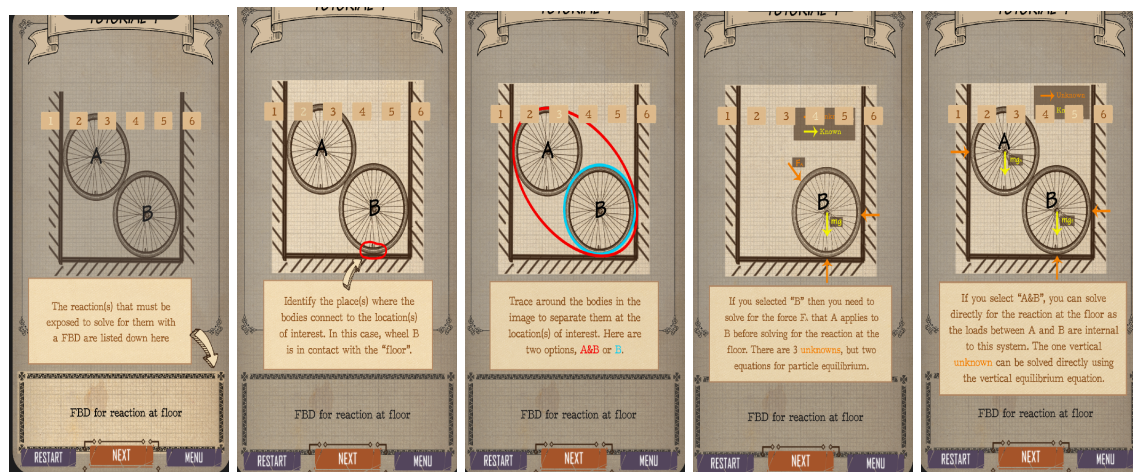 TUTORIAL
1 2 3 4 5 6
A
B
The reaction(s) that must be
exposed to solve for them with
a FBD are listed down here
FBD for reaction at floor
RESTART NEXT MENU
TUTORIAL
1 2 3 4 5 6
A
B
Identify the place(s) where the
bodies connect to the location(s)
of interest. In this case, wheel B
is in contact with the "floor".
FBD for reaction at floor
RESTART NEXT MENU
TUTORIAL
1 2 3 4 5 6
A
B
Trace around the bodies in the
image to separate them at the
location(s) of interest. Here are
two options, A&B or B.
FBD for reaction at floor
RESTART NEXT MENU
TUTORIAL
1 2 3 4 5 6
Known
B
If you selected "B" then you need to
solve for the force F. that A applies to
B before solving for the reaction at the
floor. There are 3 unknowns, but two
equations for particle equilibrium.
FBD for reaction at floor
RESTART NEXT MENU
TUTORIAL
Unknown
1 2 3 4 5 6
A
mg
B
mg
If you select "A&B", you can solve
directly for the reaction at the floor as
the loads between A and B are internal
to this system. The one vertical
unknown can be solved directly using
the vertical equilibrium equation.
FBD for reaction at floor
RESTART NEXT MENU